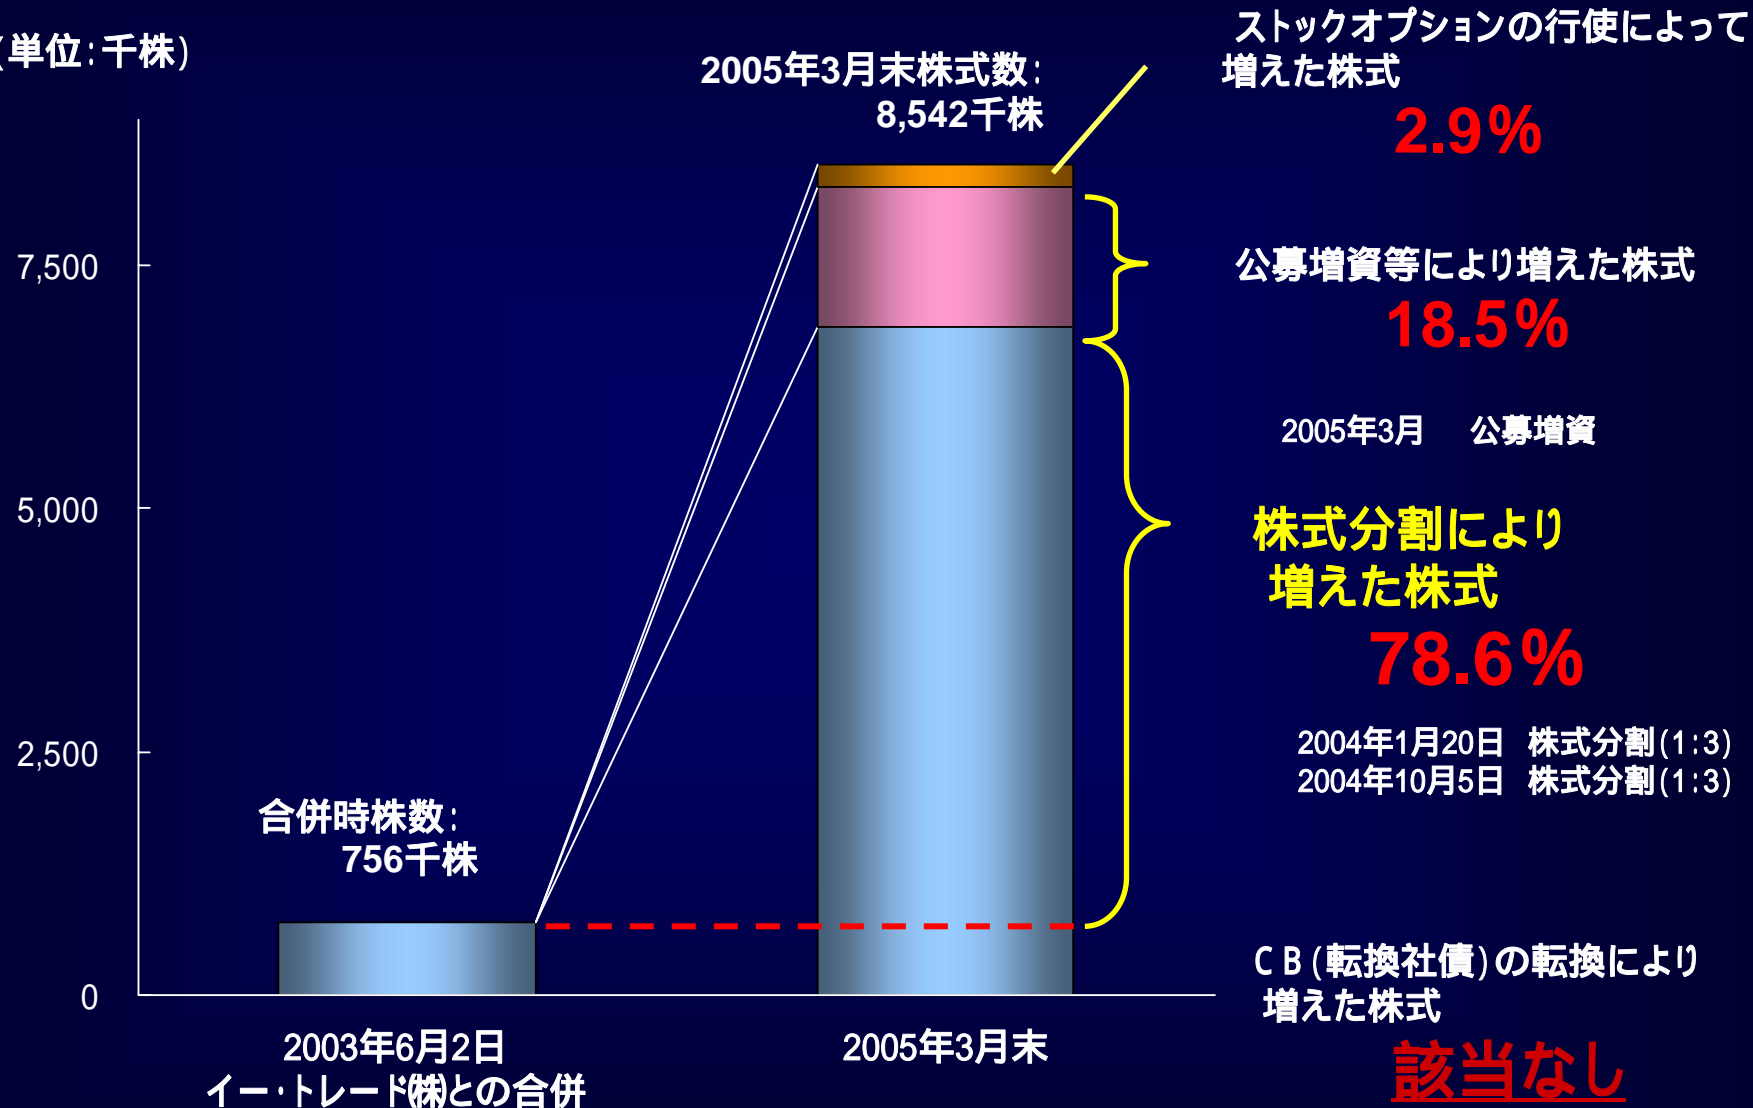 (単位:千株)
2005年3月末株式数:
8,542千株
ストックオプションの行使によって
増えた株式
2.9%
公募増資等により増えた株式
18.5%
2005年3月 公募増資
株式分割により
増えた株式
78.6%
2004年1月20日 株式分割(1:3)
2004年10月5日 株式分割(1:3)
CB(転換社債)の転換により
増えた株式
該当なし
7,500
5,000
2,500
0
合併時株数:
756千株
2003年6月2日
イー・トレード㈱との合併
2005年3月末